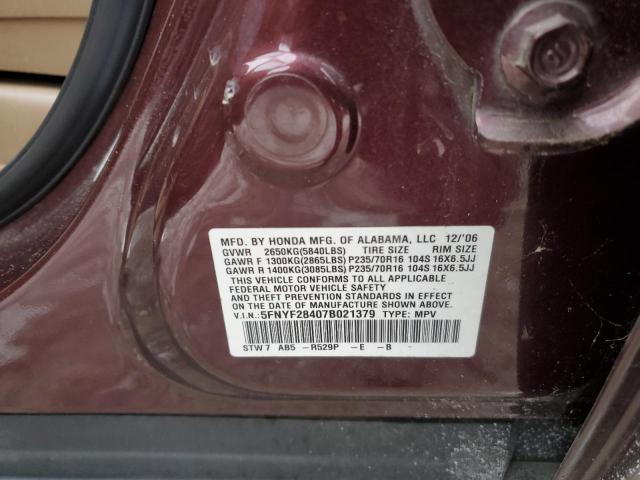 MFD. BY HONDA MFG. OF ALABAMA, LLC 12/'06
GVWR 2650KG(5840LBS) TIRE SIZE RIM SIZE
GAWR F 1300KG(2865LBS)P235/70R16 104S 16X6.5JJ
GAWR R 1400KG(3085LBS)P235/70R16 104S 16X6.5JJ
THIS VEHICLE CONFORMS TO ALL APPLICABLE
FEDERAL MOTOR VEHICLE SAFETY
AND THEFT PREVENTION STANDARDS IN EFFECT
ON THE DATE OF MANUFACTURE SHOWN ABOVE.
V.I.N.:5FNYF28407B021379 TYPE: MPV
STW7 AB5 -R529P -E -B -